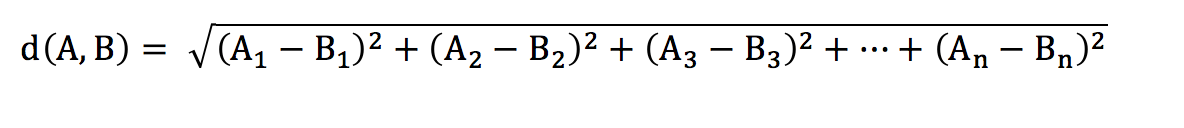 d(A, B) = √(A₁ − B₁)² + (A₂ − B₂)² + (A₃ − B₃)² + ⋯ + (Aₙ − Bₙ)²